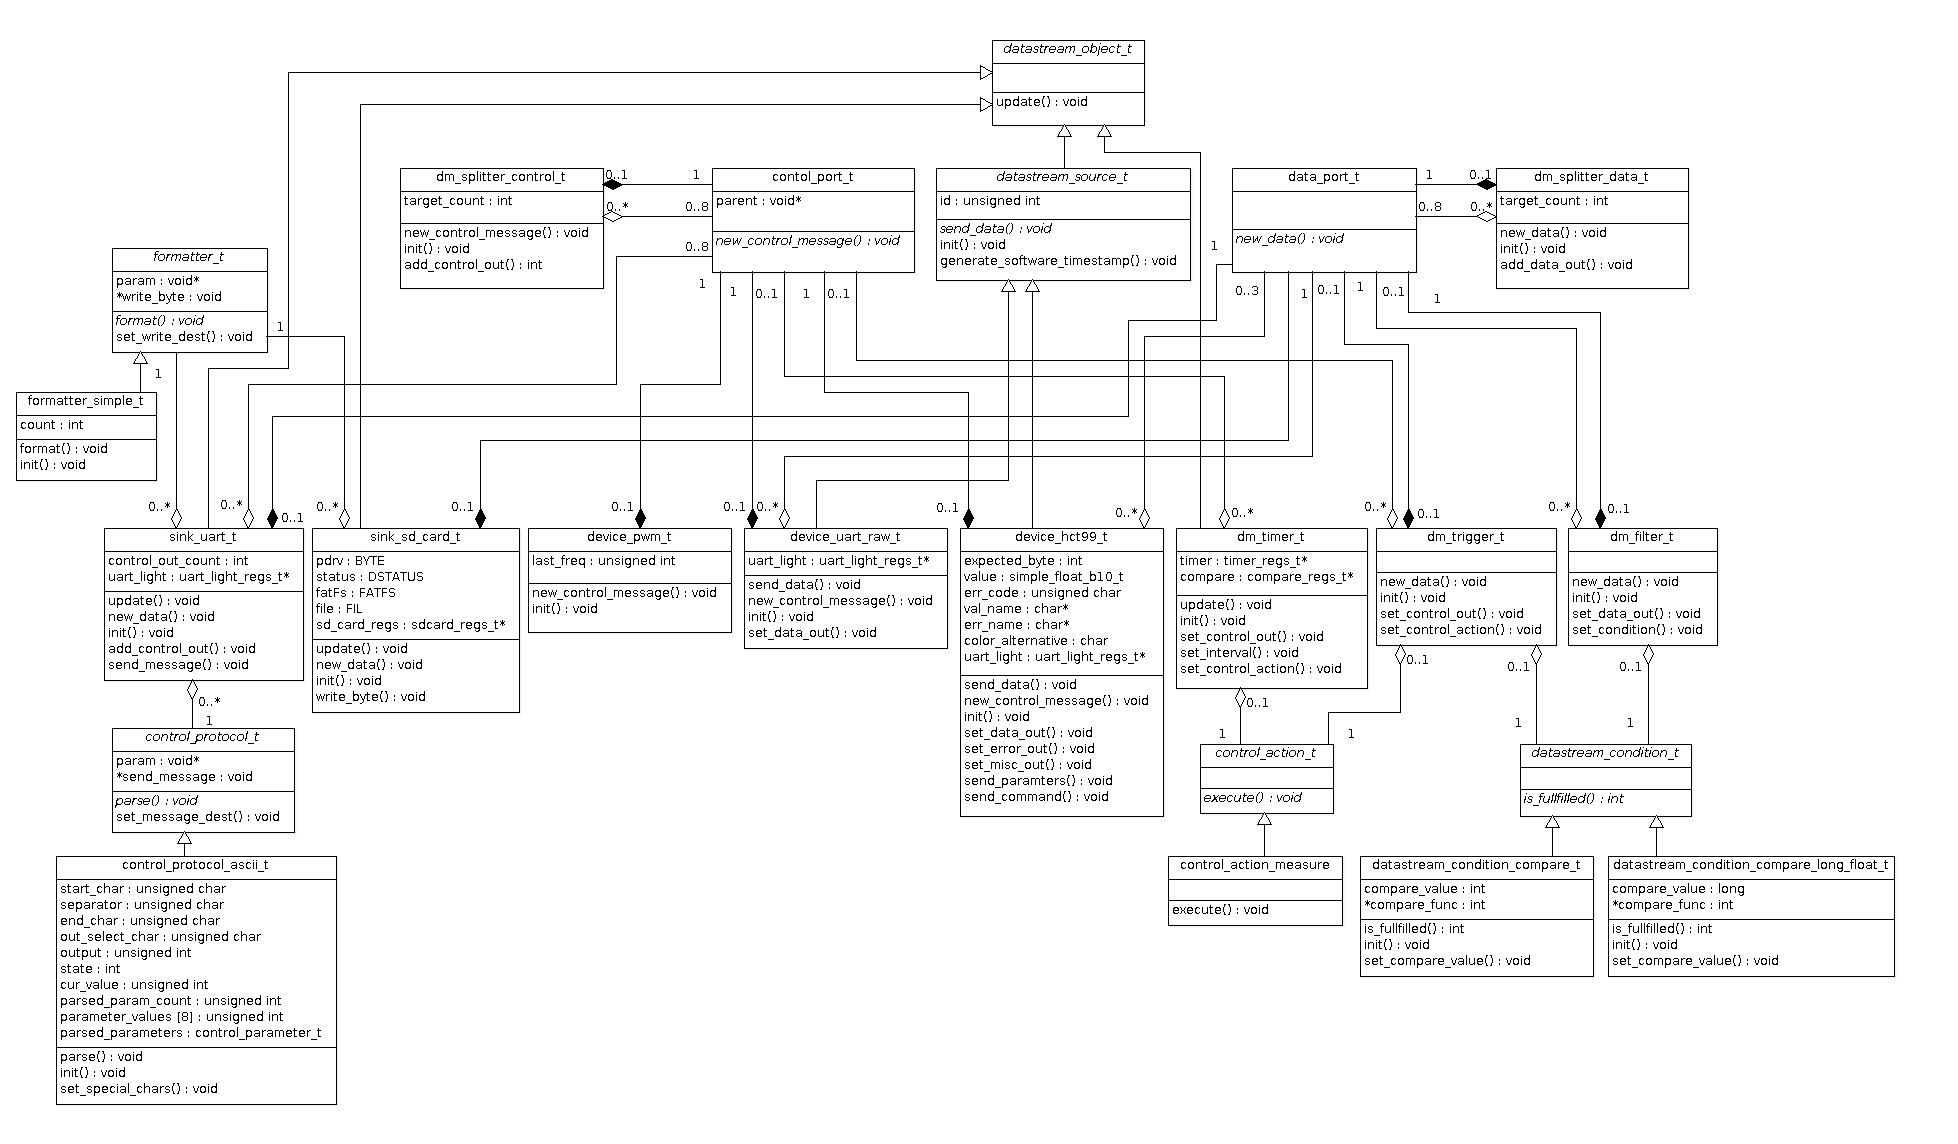 datastream_object_t
update() : void
dm_splitter_control_t
target_count : int
new_control_message() : void
init() : void
add_control_out() : int
0..1
1
0..*
0..8
0..8
contol_port_t
parent : void*
new_control_message() : void
datastream_source_t
id : unsigned int
send_data() : void
init() : void
generate_software_timestamp() : void
1
data_port_t
new_data() : void
1
0..1
0..8
0..*
dm_splitter_data_t
target_count : int
new_data() : void
init() : void
add_data_out() : void
formatter_t
param : void*
*write_byte : void
format() : void
set_write_dest() : void
1
1
1
1
0..1
1
0..1
0..3
1
0..1
1
0..1
1
formatter_simple_t
count : int
format() : void
init() : void
0..*
0..*
0..1
0..*
0..1
0..1
0..1
0..*
0..1
0..*
0..*
0..*
0..1
0..*
0..1
sink_uart_t
control_out_count : int
uart_light : uart_light_regs_t*
update() : void
new_data() : void
init() : void
add_control_out() : void
send_message() : void
sink_sd_card_t
pdrv : BYTE
status : DSTATUS
fatFs : FATFS
file : FIL
sd_card_regs : sdcard_regs_t*
update() : void
new_data() : void
init() : void
write_byte() : void
device_pwm_t
last_freq : unsigned int
new_control_message() : void
init() : void
device_uart_raw_t
uart_light : uart_light_regs_t*
send_data() : void
new_control_message() : void
init() : void
set_data_out() : void
device_hct99_t
expected_byte : int
value : simple_float_b10_t
err_code : unsigned char
val_name : char*
err_name : char*
color_alternative : char
uart_light : uart_light_regs_t*
send_data() : void
new_control_message() : void
init() : void
set_data_out() : void
set_error_out() : void
set_misc_out() : void
send_paramters() : void
send_command() : void
dm_timer_t
timer : timer_regs_t*
compare : compare_regs_t*
update() : void
init() : void
set_control_out() : void
set_interval() : void
set_control_action() : void
dm_trigger_t
new_data() : void
init() : void
set_control_out() : void
set_control_action() : void
dm_filter_t
new_data() : void
init() : void
set_data_out() : void
set_condition() : void
0..*
1
0..1
1
0..1
1
0..1
1
0..1
1
control_protocol_t
param : void*
*send_message : void
parse() : void
set_message_dest() : void
control_action_t
execute() : void
datastream_condition_t
is_fullfilled() : int
control_protocol_ascii_t
start_char : unsigned char
separator : unsigned char
end_char : unsigned char
out_select_char : unsigned char
output : unsigned int
state : int
cur_value : unsigned int
parsed_param_count : unsigned int
parameter_values [8] : unsigned int
parsed_parameters : control_parameter_t
parse() : void
init() : void
set_special_chars() : void
control_action_measure
execute() : void
datastream_condition_compare_t
compare_value : int
*compare_func : int
is_fullfilled() : int
init() : void
set_compare_value() : void
datastream_condition_compare_long_float_t
compare_value : long
*compare_func : int
is_fullfilled() : int
init() : void
set_compare_value() : void